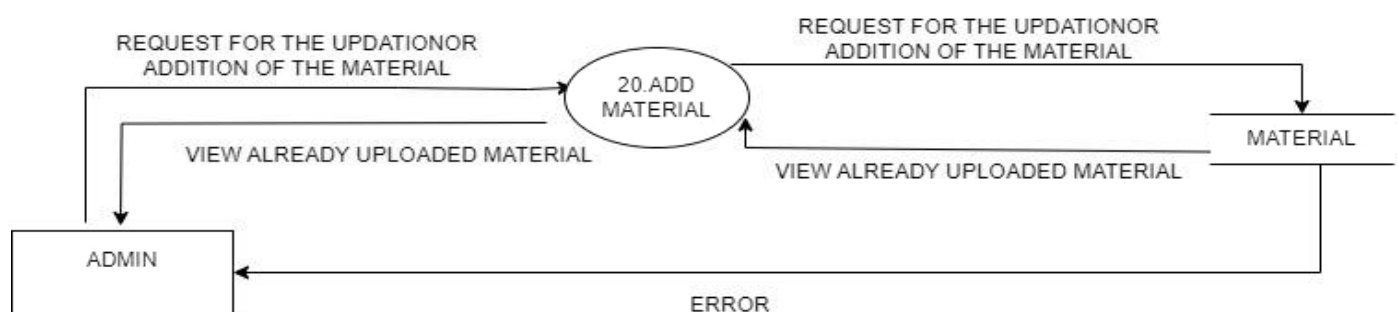 REQUEST FOR THE UPDATIONOR
ADDITION OF THE MATERIAL
20.ADD
MATERIAL
REQUEST FOR THE UPDATIONOR
ADDITION OF THE MATERIAL
VIEW ALREADY UPLOADED MATERIAL
VIEW ALREADY UPLOADED MATERIAL
MATERIAL
ADMIN
ERROR